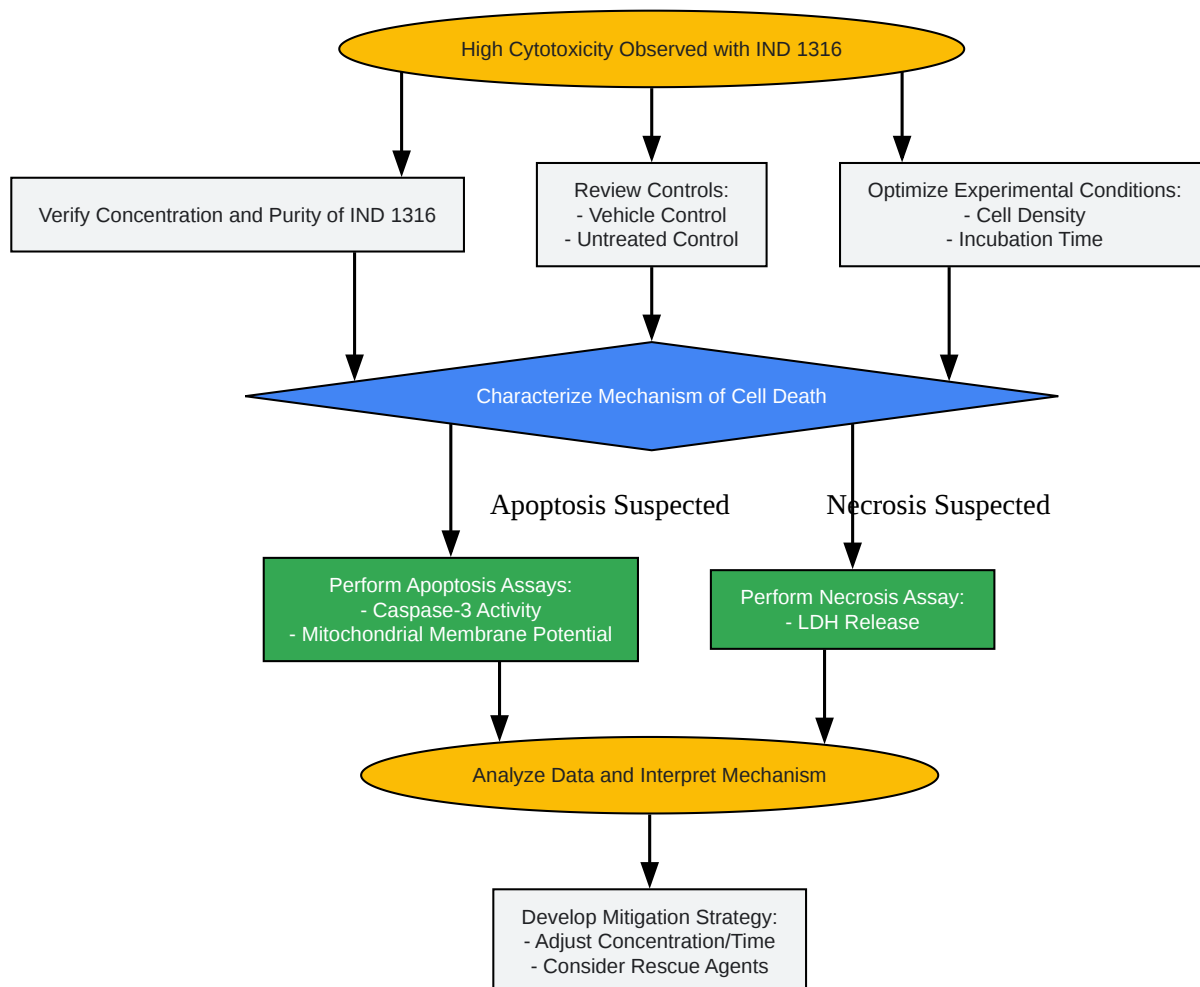 High Cytotoxicity Observed with IND 1316
Verify Concentration and Purity of IND 1316
Review Controls:
- Vehicle Control
- Untreated Control
Optimize Experimental Conditions:
- Cell Density
- Incubation Time
Characterize Mechanism of Cell Death
Apoptosis Suspected
Necrosis Suspected
Perform Apoptosis Assays:
- Caspase-3 Activity
- Mitochondrial Membrane Potential
Perform Necrosis Assay:
- LDH Release
Analyze Data and Interpret Mechanism
Develop Mitigation Strategy:
- Adjust Concentration/Time
- Consider Rescue Agents